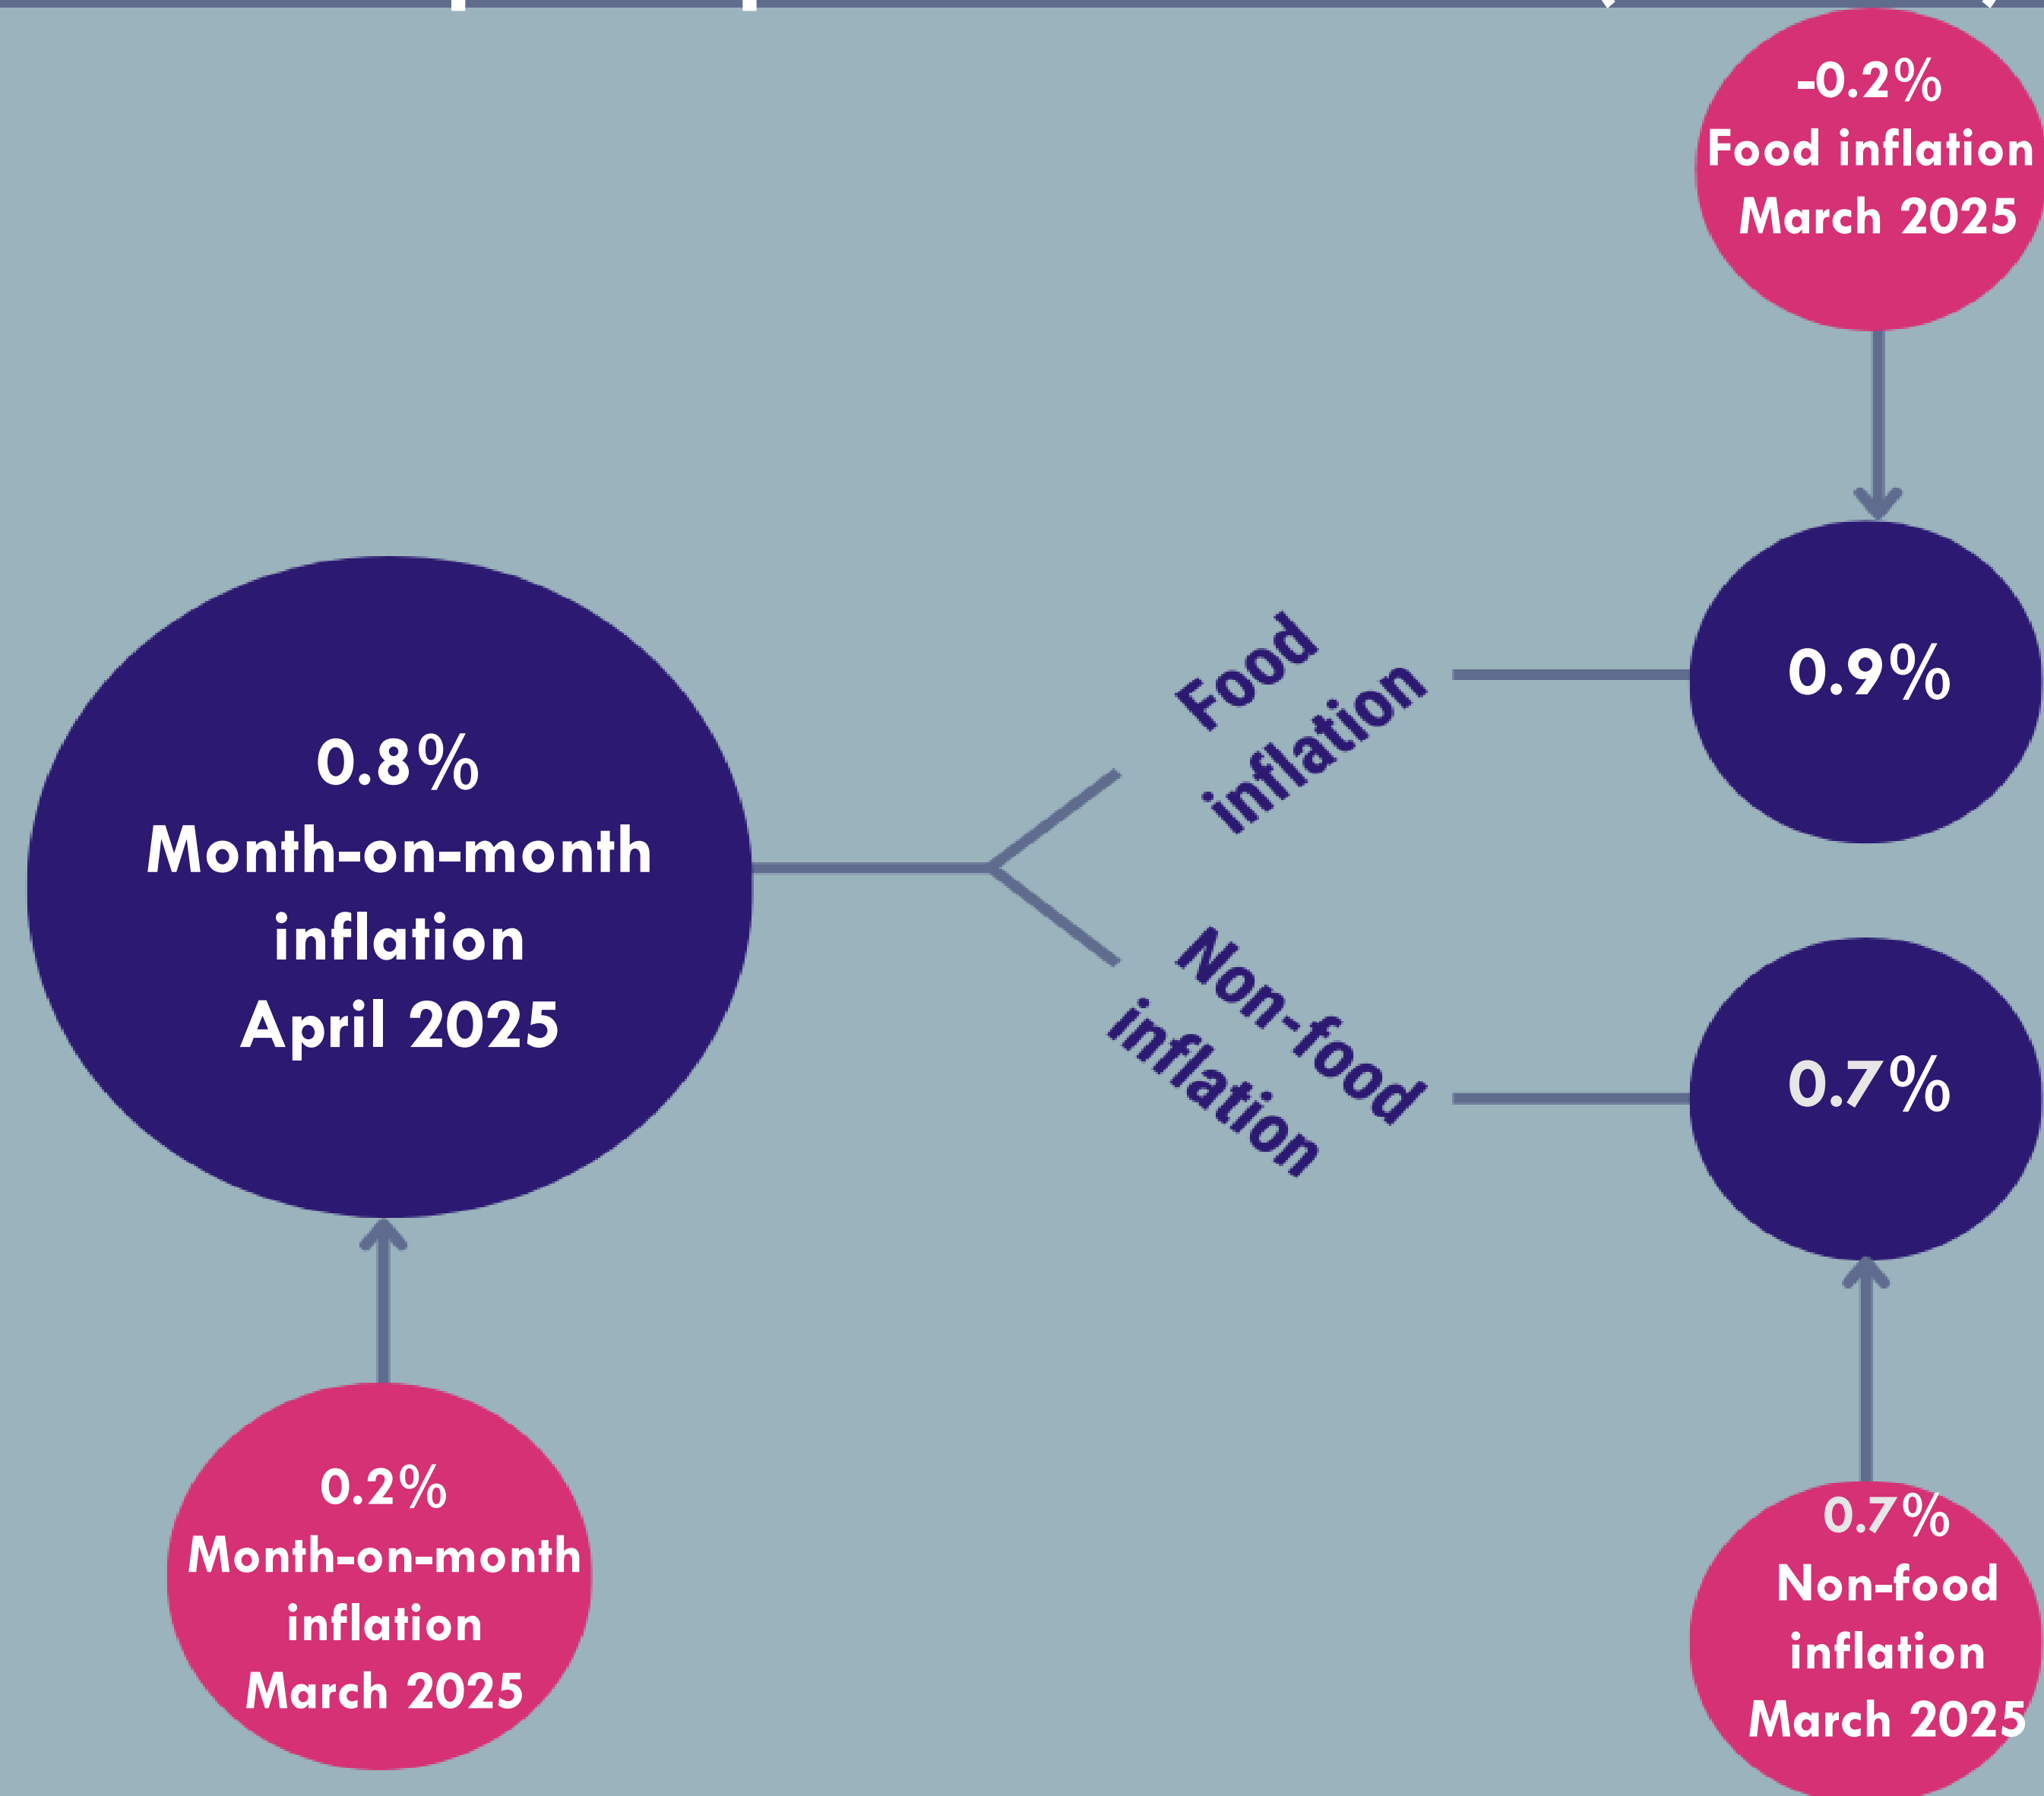 -0.2%
Food inflation
March 2025
0.8%
Month-on-month
inflation
April 2025
Food
inflation
0.9%
Non-food
inflation
0.7%
0.2%
Month-on-month
inflation
March 2025
0.7%
Non-food
inflation
March 2025